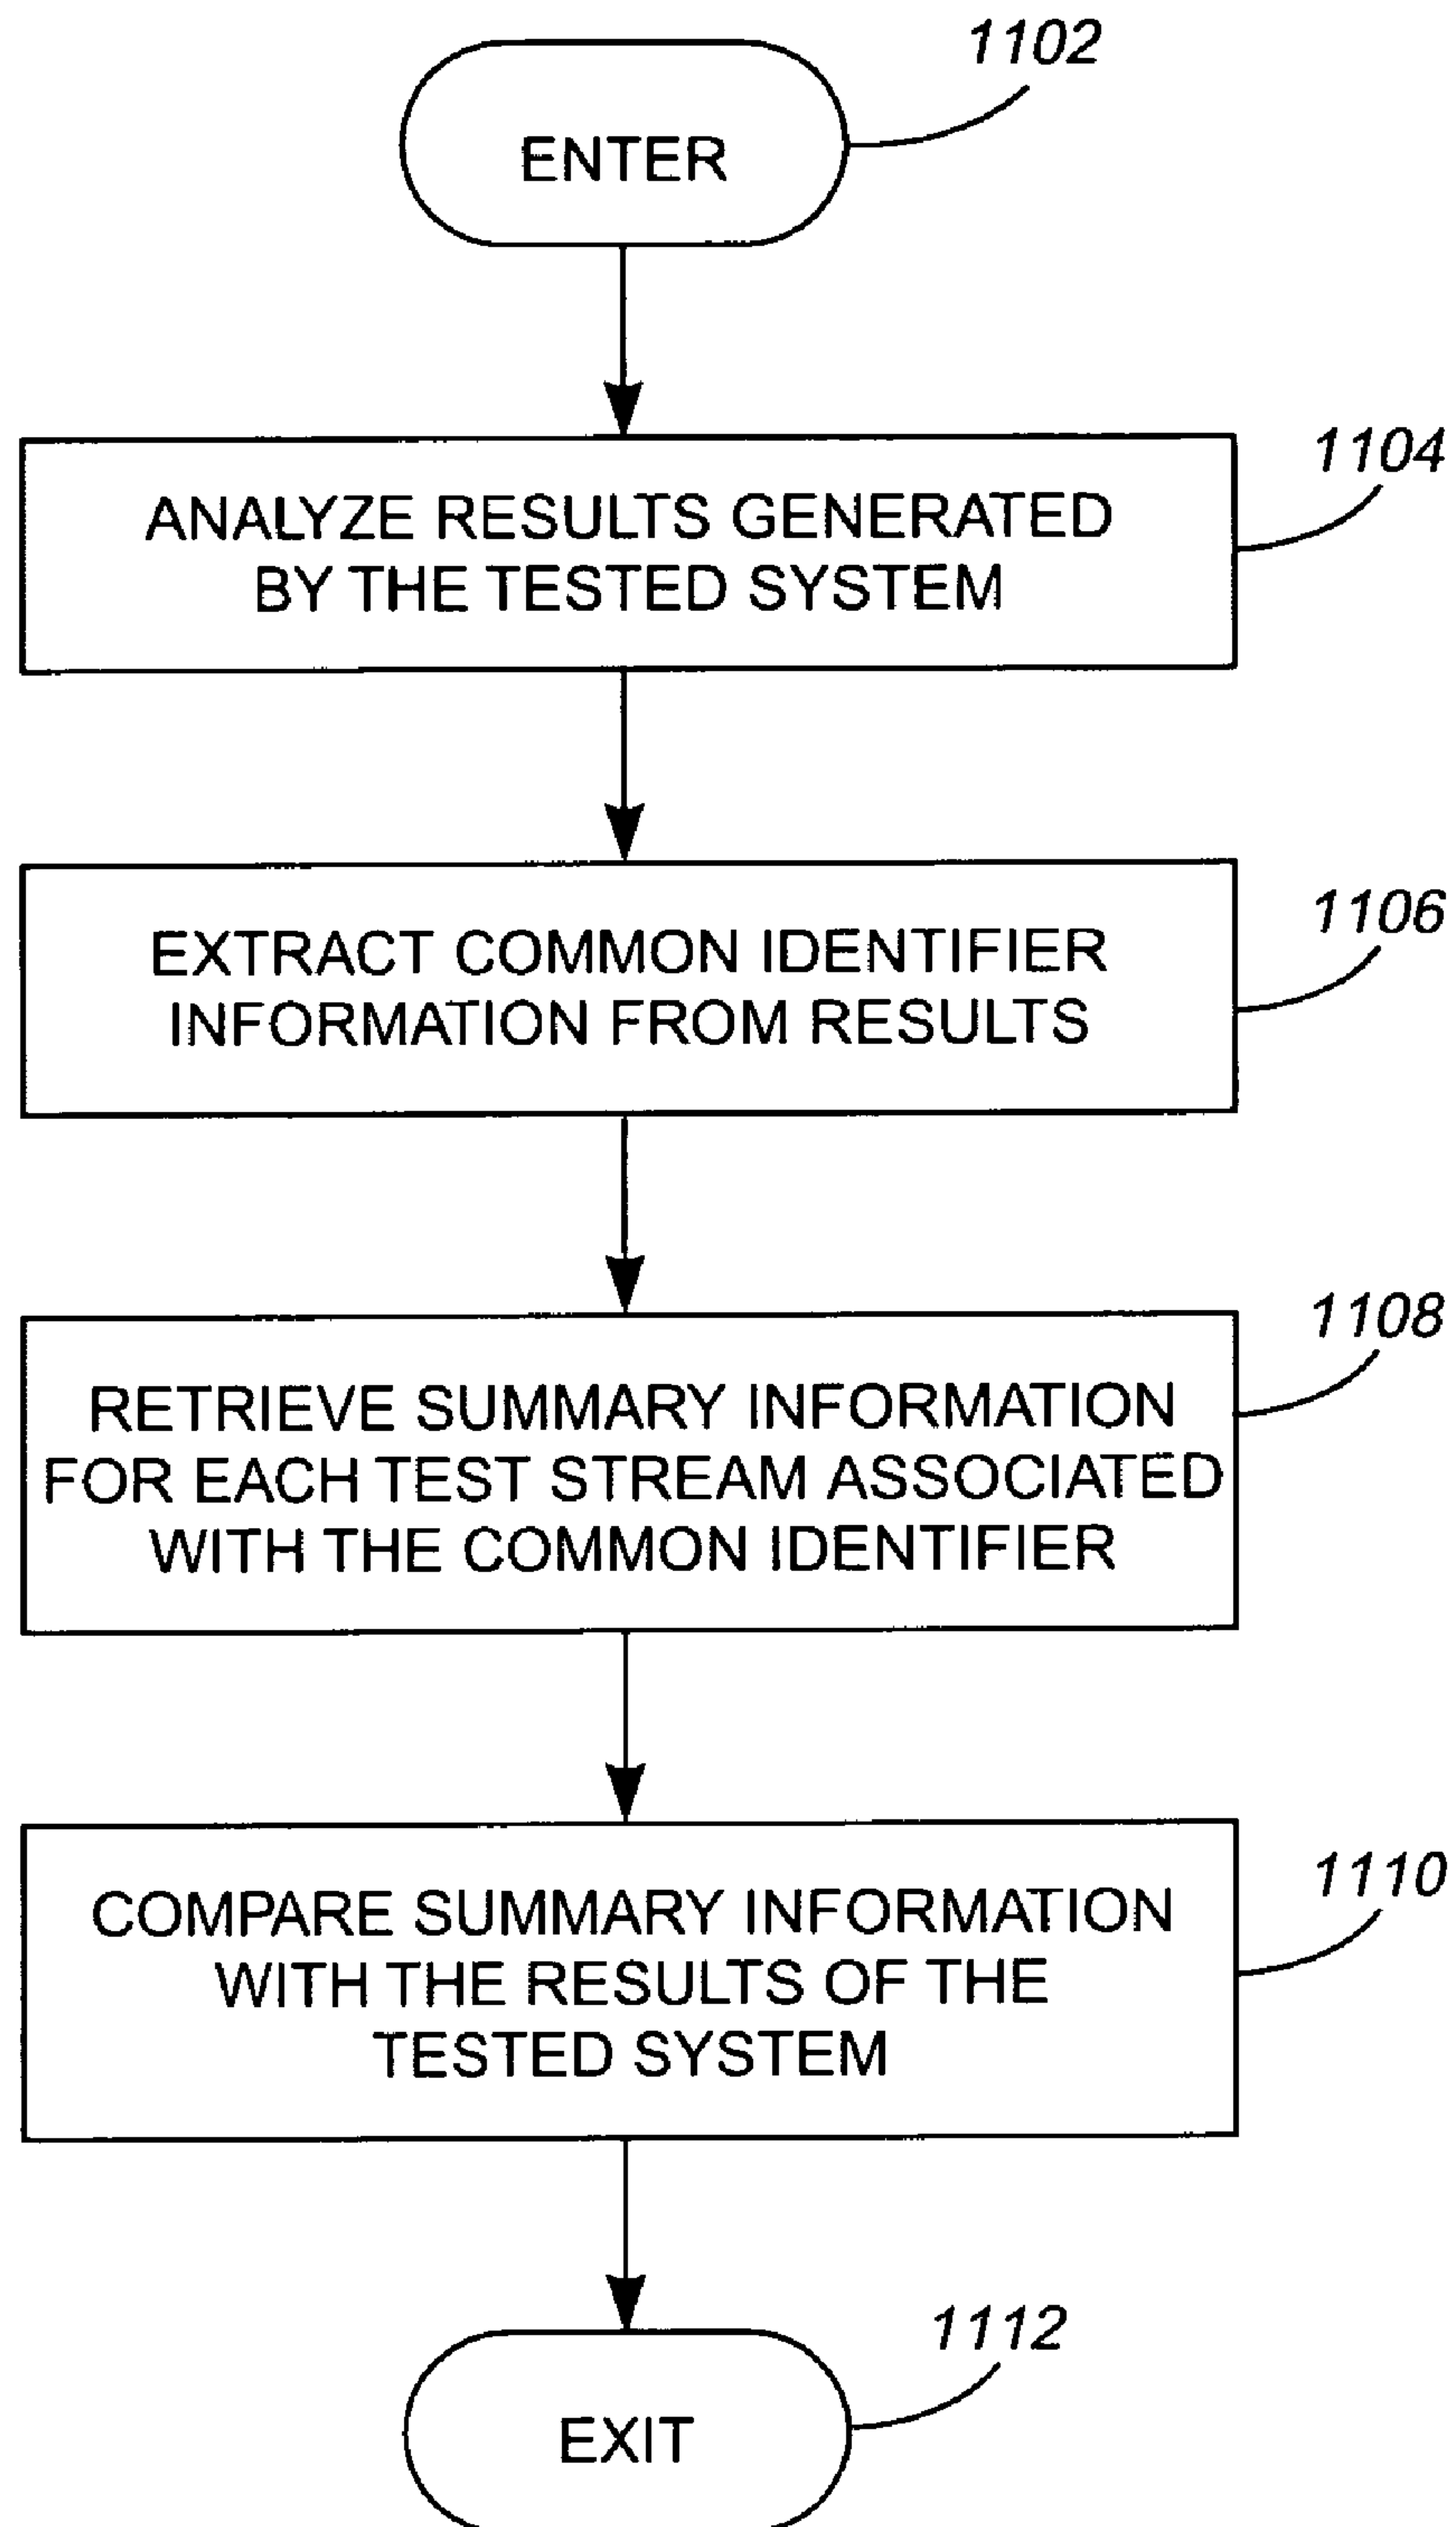 1102
ENTER
1104
ANALYZE RESULTS GENERATED
BY THE TESTED SYSTEM
1106
EXTRACT COMMON IDENTIFIER
INFORMATION FROM RESULTS
1108
RETRIEVE SUMMARY INFORMATION
FOR EACH TEST STREAM ASSOCIATED
WITH THE COMMON IDENTIFIER
1110
COMPARE SUMMARY INFORMATION
WITH THE RESULTS OF THE
TESTED SYSTEM
1112
EXIT